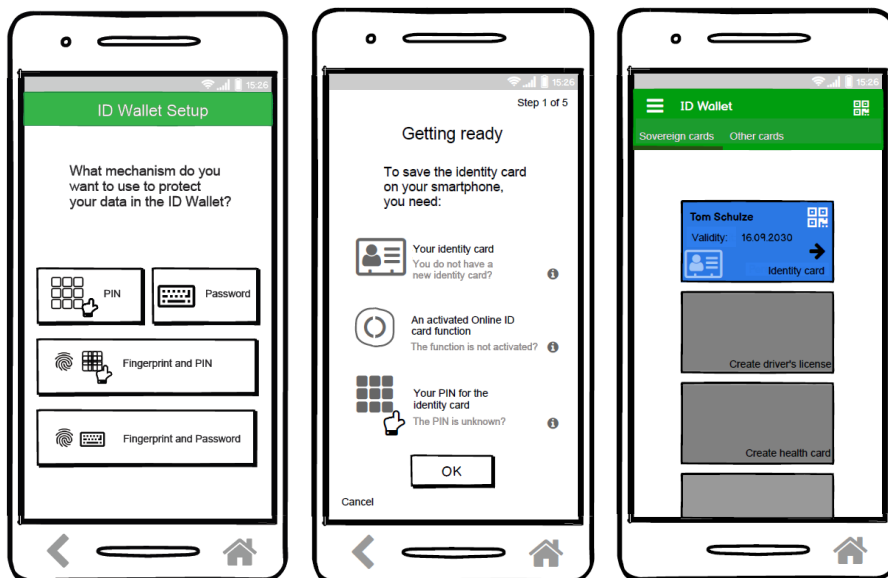 15:26
ID Wallet Setup
What mechanism do you
want to use to protect
your data in the ID Wallet?
PIN
Password
Fingerprint and PIN
Fingerprint and Password
15:26
Step 1 of 5
Getting ready
To save the identity card
on your smartphone,
you need:
Your identity card
You do not have a
new identity card?
An activated Online ID
card function
The function is not activated?
Your PIN for the
identity card
The PIN is unknown?
OK
Cancel
15:26
ID Wallet
Sovereign cards Other cards
Tom Schulze
Validity: 16.09.2030
Identity card
Create driver's license
Create health card